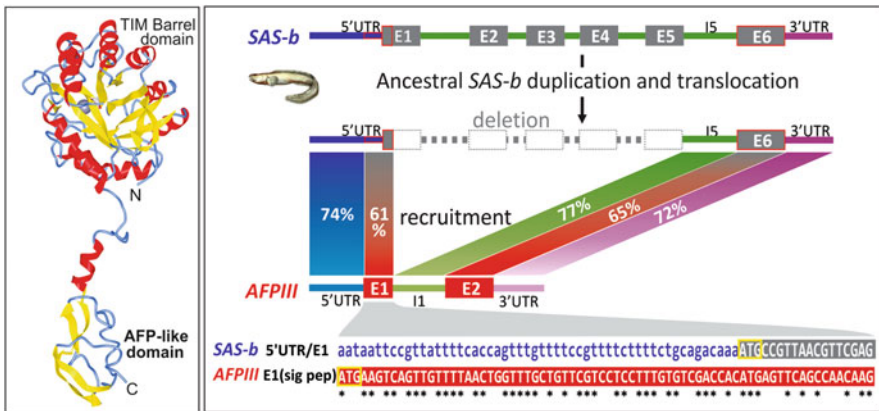 TIM Barrel
domain
N
AFP-like
domain
C
5'UTR I5 3'UTR
SAS-b E1 E2 E3 E4 E5 E6
Ancestral SAS-b duplication and translocation
deletion
5'UTR I5 3'UTR
E6
74% 61% recruitment 77% 65% 72%
AFPIII E1 E2
5'UTR I1 3'UTR
SAS-b 5'UTR/E1 aataattccgttattttcaccagtttgttttccgttttcttttctgcagacaaaATGCCGTTAACGTTCGAG
AFPIII E1(sig pep) ATGAAGTCAGTTGTTTTAACTGGTTTGCTGTTCGTCCTCCTTTGTGTCGACCACATGAGTTCAGCCAACAAG